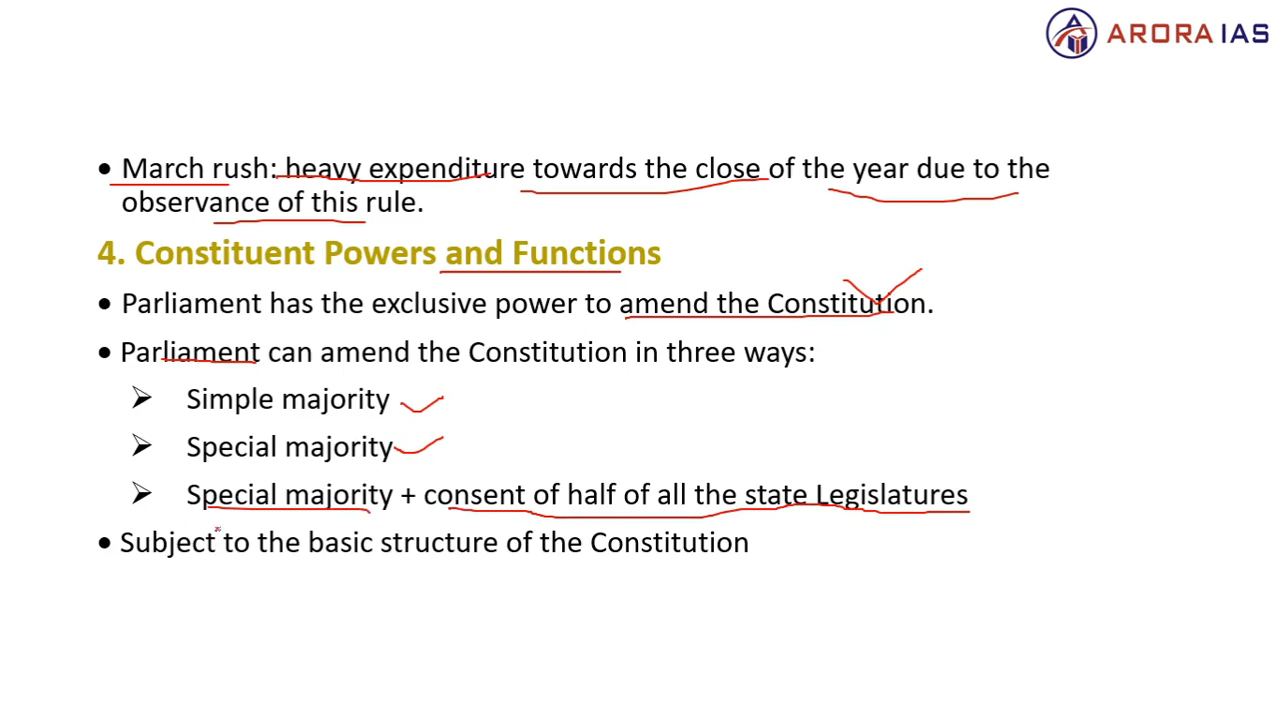 ARORA IAS
• March rush: heavy expenditure towards the close of the year due to the
observance of this rule.
4. Constituent Powers and Functions
• Parliament has the exclusive power to amend the Constitution.
• Parliament can amend the Constitution in three ways:
➢ Simple majority
➢ Special majority
➢ Special majority + consent of half of all the state Legislatures
• Subject to the basic structure of the Constitution